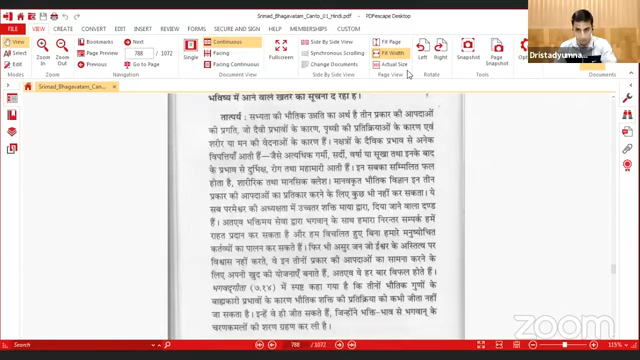 Srimad_Bhagavatam_Canto_01_Hindi.pdf - PDFescape Desktop
FILE VIEW CREATE EDIT INSERT REVIEW FORMS SECURE MEMBERSHIPS CUSTOM
View
Select
Edit
Modes
Zoom In
Zoom Out
Zoom
Bookmarks
Page Preview
Previous
Next
788 / 1072
Go to Page
Go To
Single
Continuous
Facing
Cover Facing
Document View
Fullscreen
Side By Side View
Synchronous Scrolling
Change Documents
Side By Side View
Fit Page
Fit Width
Actual Size
Page View
Left
Right
Rotate
Snapshot
Page Snapshot
Tools
Documents
Dristadyumna...
Srimad_Bhagavatam_Canto_01_Hindi
भविष्य में आने वाले खतरे की सूचना दे रहा है।
तात्पर्य : सभ्यता की भौतिक उन्नति का अर्थ है तीन प्रकार की आपदाओं
की प्रगति, जो दैवी प्रभावों के कारण, पृथ्वी की प्रतिक्रियाओं के कारण एवं
शरीर या मन की वेदनाओं के कारण हैं। नक्षत्रों के दैविक प्रभाव से अनेक
विपत्तियाँ आती हैं—जैसे अत्यधिक गर्मी, सर्दी, वर्षा या सूखा तथा इनके बाद
के प्रभाव से दुर्भिक्ष, रोग तथा महामारी आती हैं। इन सबका सम्मिलित फल
होता है, शारीरिक तथा मानसिक क्लेश। मानवकृत भौतिक विज्ञान इन तीन
प्रकार की आपदाओं का प्रतिकार करने के लिए कुछ भी नहीं कर सकता। ये
सब परमेश्वर की अध्यक्षता में उच्चतर शक्ति माया द्वारा, दिया जाने वाला दण्ड
हैं। अतएव भक्तिमय सेवा द्वारा भगवान् के साथ हमारा निरन्तर सम्पर्क हमें
राहत प्रदान कर सकता है और हम विचलित हुए बिना हमारे मनुष्योचित
कर्तव्यों का पालन कर सकते हैं। फिर भी असुर जन जो ईश्वर के अस्तित्व पर
विश्वास नहीं करते, वे इन तीनों प्रकार की आपदाओं का सामना करने के
लिए अपनी खुद की योजनाएँ बनाते हैं, अतएव वे हर बार विफल होते हैं।
भगवद्गीता (७.१४) में स्पष्ट कहा गया है कि तीनों भौतिक गुणों के
बाह्यकारी प्रभावों के कारण भौतिक शक्ति की प्रतिक्रिया को कभी जीता नहीं
जा सकता है। इन्हें वे ही जीत सकते हैं, जिन्होंने भक्ति-भाव से भगवान् के
चरणकमलों की शरण ग्रहण कर ली है।
zoom
Search
788 / 1072
115%